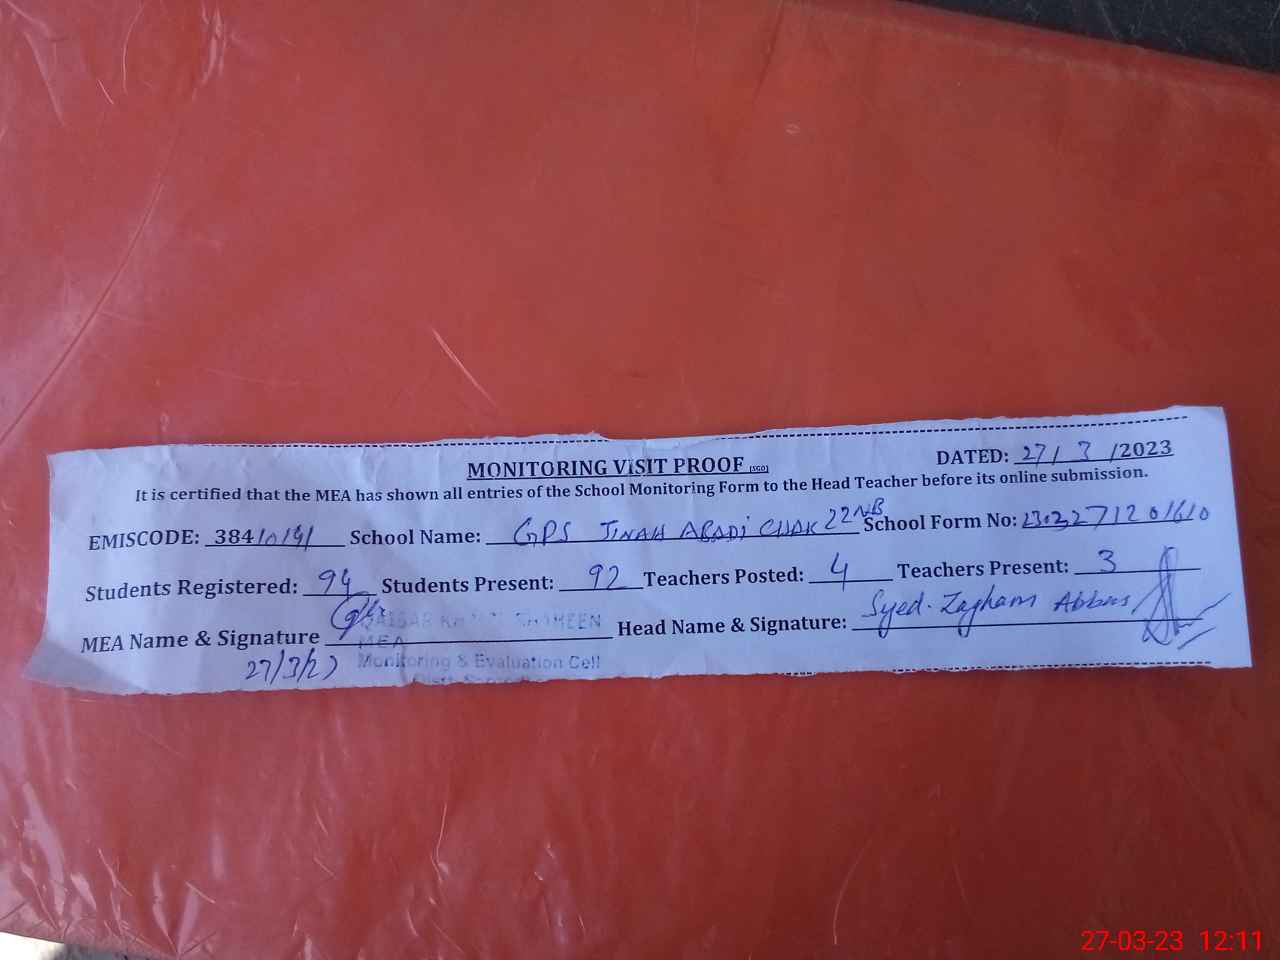 MONITORING VISIT PROOF [SGO] DATED: 27/3/2023
It is certified that the MEA has shown all entries of the School Monitoring Form to the Head Teacher before its online submission.
EMISCODE: 384 School Name: GPS JINAH ABADI CHAK 22NB School Form No:
Students Registered: 94 Students Present: 92 Teachers Posted: 4 Teachers Present: 3
MEA Name & Signature Head Name & Signature: Syed. Zagham Abbas
MEA
27/3/23 Monitoring & Evaluation Cell
27-03-23 12:11